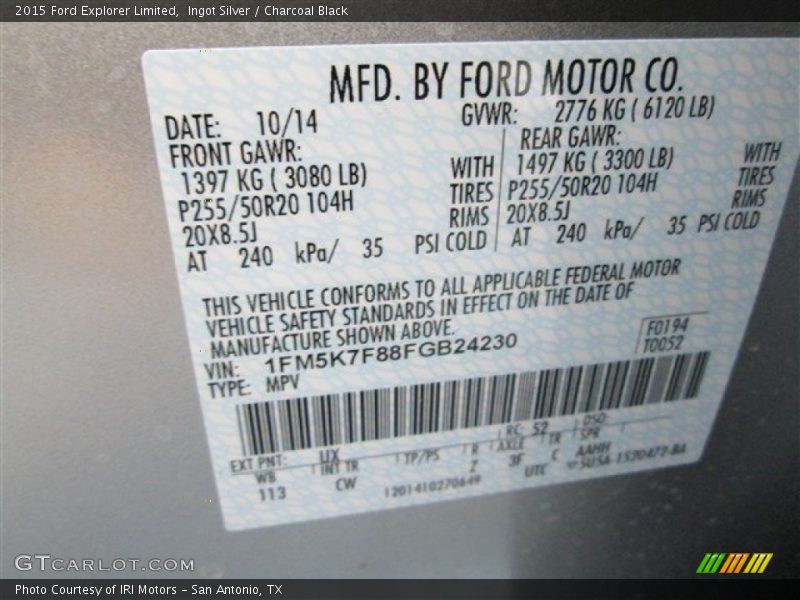 2015 Ford Explorer Limited,  Ingot Silver / Charcoal Black
MFD. BY FORD MOTOR CO.
DATE: 10/14 GVWR: 2776 KG ( 6120 LB)
FRONT GAWR: REAR GAWR:
1397 KG ( 3080 LB) WITH 1497 KG ( 3300 LB) WITH
P255/50R20 104H TIRES P255/50R20 104H TIRES
20X8.5J RIMS 20X8.5J RIMS
AT 240 kPa/ 35 PSI COLD AT 240 kPa/ 35 PSI COLD
THIS VEHICLE CONFORMS TO ALL APPLICABLE FEDERAL MOTOR
VEHICLE SAFETY STANDARDS IN EFFECT ON THE DATE OF
MANUFACTURE SHOWN ABOVE.
VIN: 1FM5K7F88FGB24230
F0194
T0052
TYPE: MPV
EXT PNT: UX RC: 52 DSO:
WB INT TR TP/PS R AXLE TR SPR
113 CW 2 3F C AAHH
1201410270649 UTC
GTCARLOT.COM
Photo Courtesy of IRI Motors – San Antonio, TX